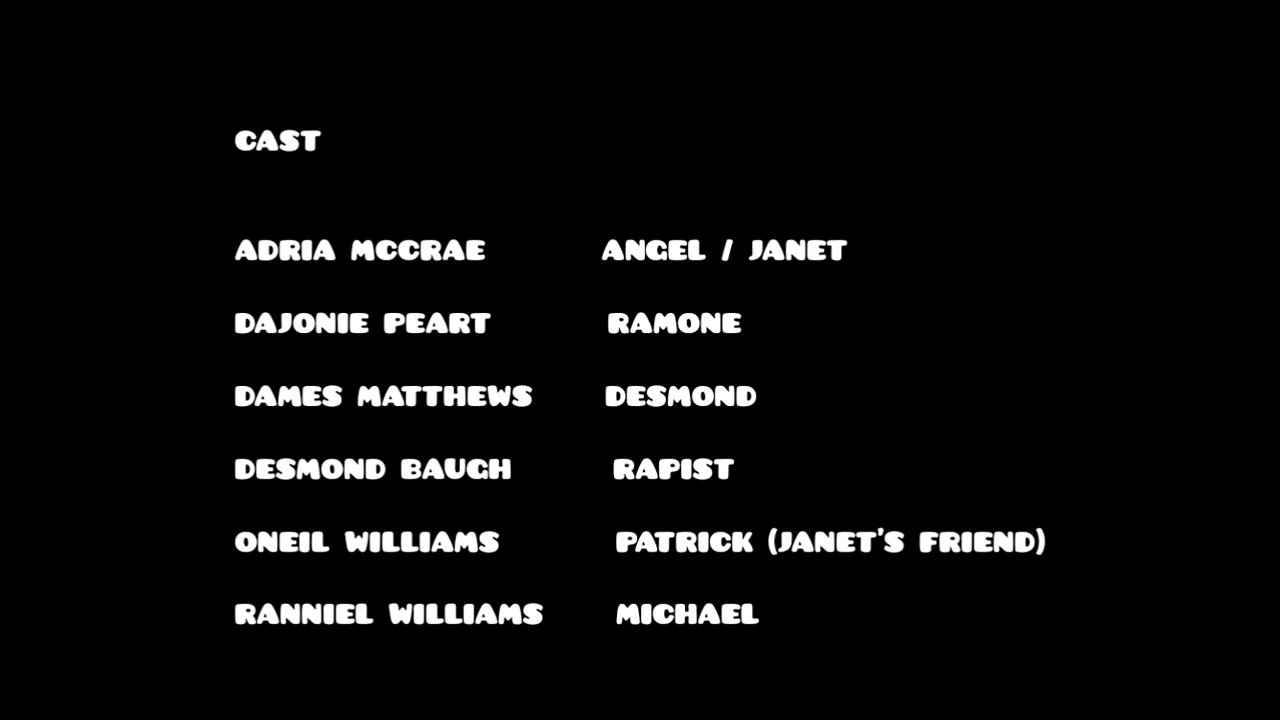 CAST
ADRIA MCCRAE ANGEL / JANET
DAJONIE PEART RAMONE
DAMES MATTHEWS DESMOND
DESMOND BAUGH RAPIST
ONEIL WILLIAMS PATRICK (JANET'S FRIEND)
RANNIEL WILLIAMS MICHAEL